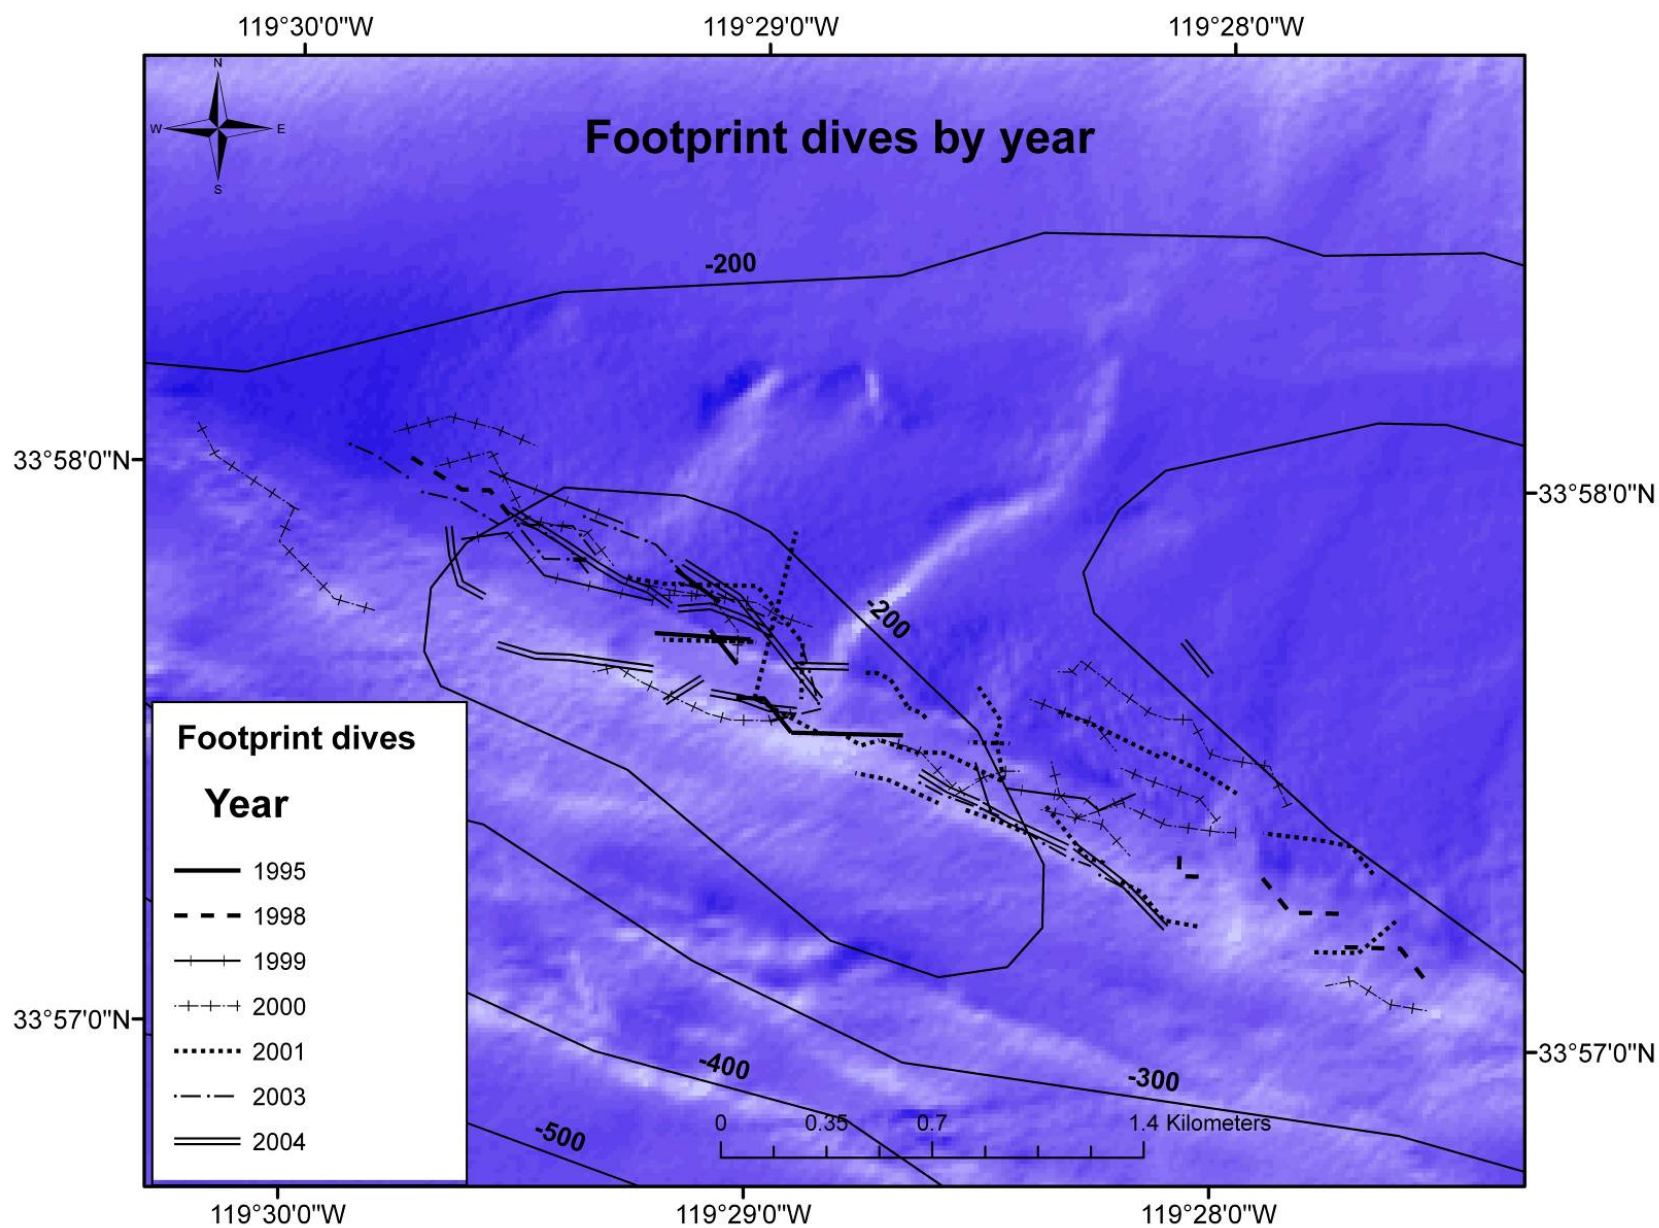 119°30'0"W 119°29'0"W 119°28'0"W
N
W E
S
Footprint dives by year
-200
33°58'0"N
33°58'0"N
-200
Footprint dives
Year
1995
1998
1999
2000
2001
2003
2004
33°57'0"N
33°57'0"N
-400
-300
-500
0 0.35 0.7 1.4 Kilometers
119°30'0"W 119°29'0"W 119°28'0"W